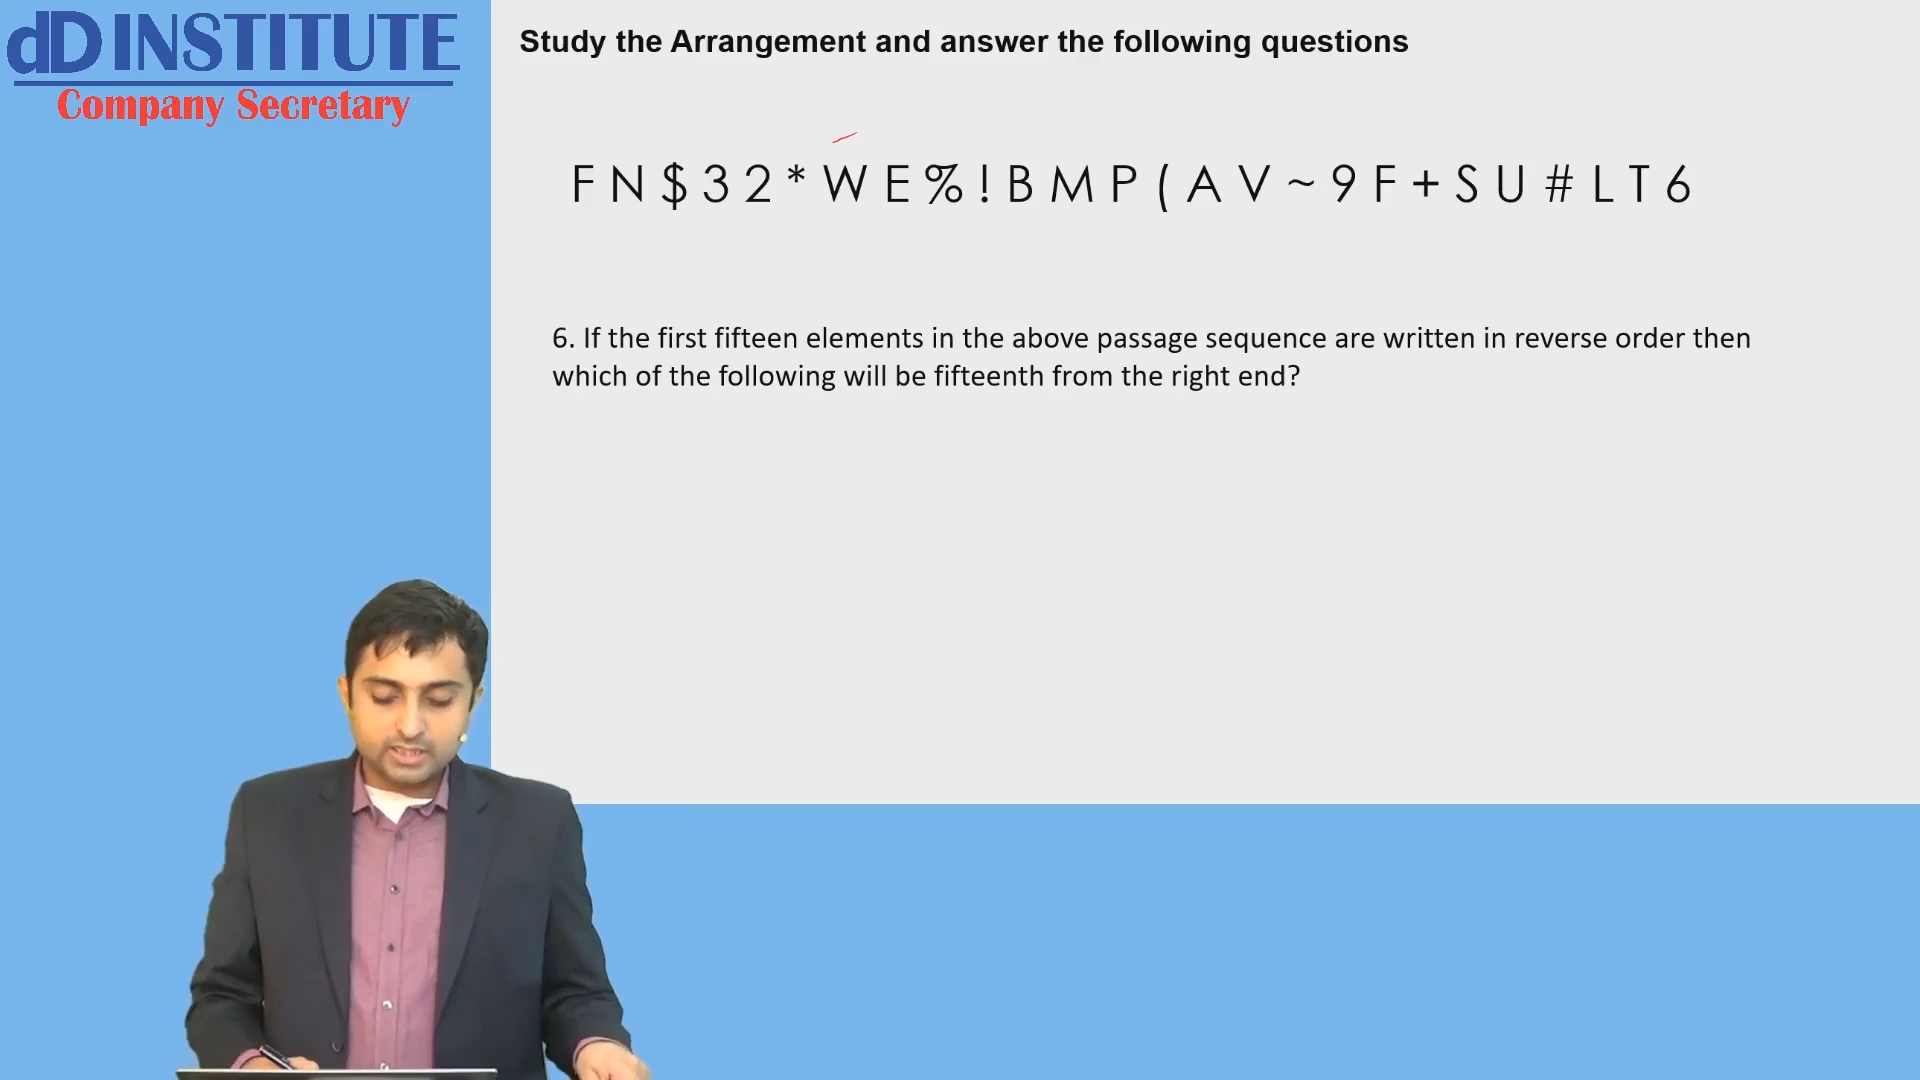 dD INSTITUTE
Company Secretary
Study the Arrangement and answer the following questions
F N $ 3 2 * W E % ! B M P ( A V ~ 9 F + S U # L T 6
6. If the first fifteen elements in the above passage sequence are written in reverse order then
which of the following will be fifteenth from the right end?